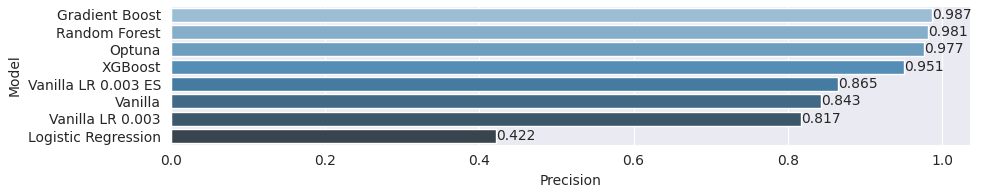 Model
Gradient Boost 0.987
Random Forest 0.981
Optuna 0.977
XGBoost 0.951
Vanilla LR 0.003 ES 0.865
Vanilla 0.843
Vanilla LR 0.003 0.817
Logistic Regression 0.422
0.0 0.2 0.4 0.6 0.8 1.0
Precision